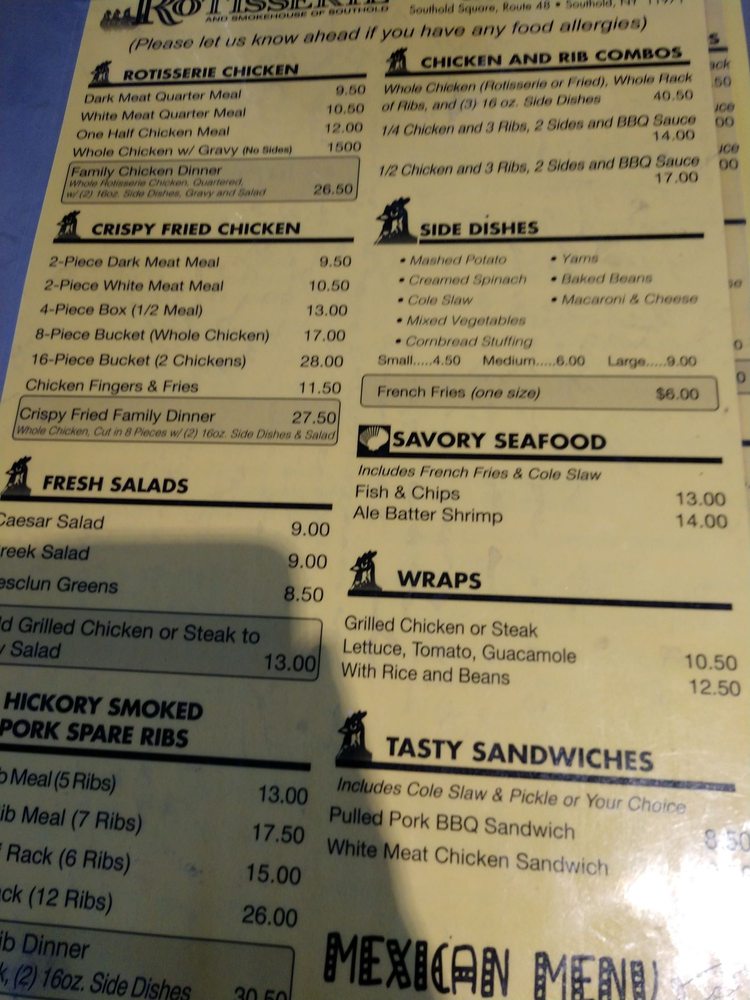 ROTISSERIE
AND SMOKEHOUSE OF SOUTHOLD
Southold Square, Route 48 • Southold, NY 11971
(Please let us know ahead if you have any food allergies)
ROTISSERIE CHICKEN
Dark Meat Quarter Meal 9.50
White Meat Quarter Meal 10.50
One Half Chicken Meal 12.00
Whole Chicken w/ Gravy (No Sides) 1500
Family Chicken Dinner
Whole Rotisserie Chicken, Quartered,
w/(2) 16oz. Side Dishes, Gravy and Salad 26.50
CRISPY FRIED CHICKEN
2-Piece Dark Meat Meal 9.50
2-Piece White Meat Meal 10.50
4-Piece Box (1/2 Meal) 13.00
8-Piece Bucket (Whole Chicken) 17.00
16-Piece Bucket (2 Chickens) 28.00
Chicken Fingers & Fries 11.50
Crispy Fried Family Dinner 27.50
Whole Chicken, Cut in 8 Pieces w/ (2) 16oz. Side Dishes & Salad
FRESH SALADS
Caesar Salad 9.00
reek Salad 9.00
esclun Greens 8.50
ld Grilled Chicken or Steak to
y Salad 13.00
HICKORY SMOKED
PORK SPARE RIBS
b Meal (5 Ribs) 13.00
ib Meal (7 Ribs) 17.50
Rack (6 Ribs) 15.00
ck (12 Ribs) 26.00
ib Dinner
k, (2) 16oz. Side Dishes 30.50
CHICKEN AND RIB COMBOS
Whole Chicken (Rotisserie or Fried), Whole Rack
of Ribs, and (3) 16 oz. Side Dishes 40.50
1/4 Chicken and 3 Ribs, 2 Sides and BBQ Sauce
14.00
1/2 Chicken and 3 Ribs, 2 Sides and BBQ Sauce
17.00
SIDE DISHES
• Mashed Potato
• Creamed Spinach
• Cole Slaw
• Mixed Vegetables
• Cornbread Stuffing
• Yams
• Baked Beans
• Macaroni & Cheese
Small.....4.50 Medium.....6.00 Large.....9.00
French Fries (one size) $6.00
SAVORY SEAFOOD
Includes French Fries & Cole Slaw
Fish & Chips 13.00
Ale Batter Shrimp 14.00
WRAPS
Grilled Chicken or Steak
Lettuce, Tomato, Guacamole 10.50
With Rice and Beans 12.50
TASTY SANDWICHES
Includes Cole Slaw & Pickle or Your Choice
Pulled Pork BBQ Sandwich 8.50
White Meat Chicken Sandwich
MEXICAN MENU